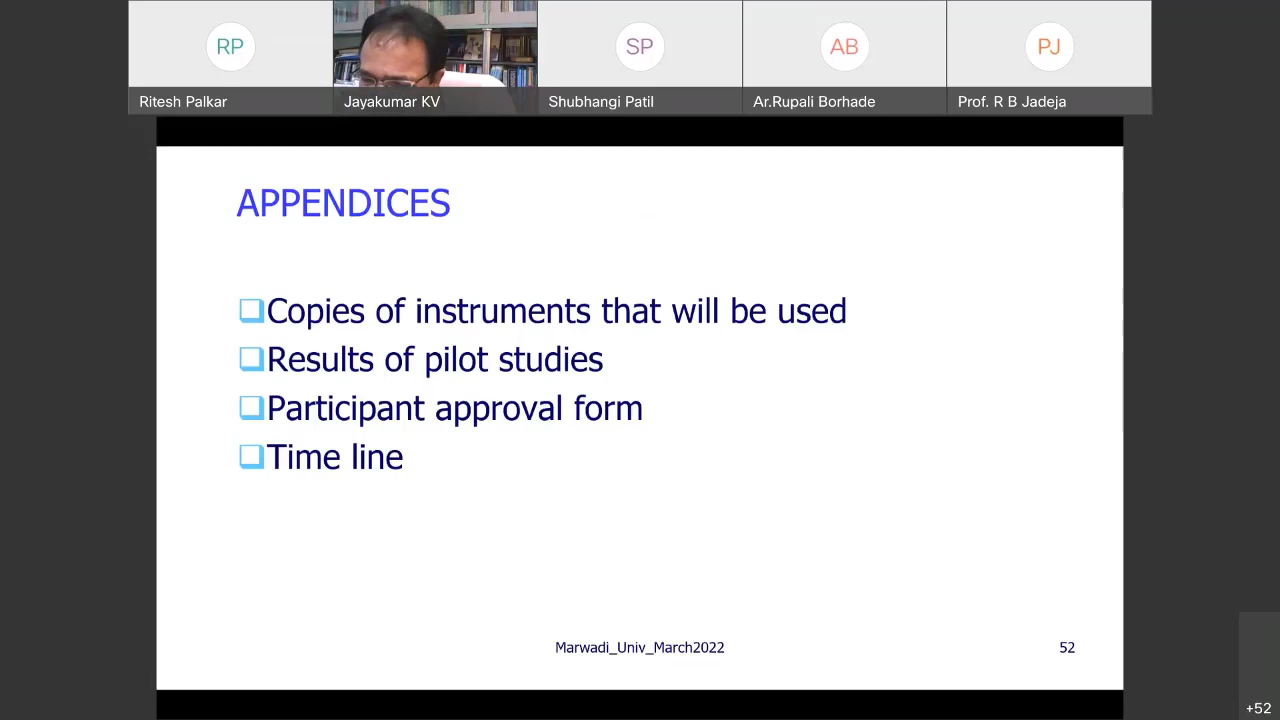 RP
SP
AB
PJ
Ritesh Palkar
Jayakumar KV
Shubhangi Patil
Ar.Rupali Borhade
Prof. R B Jadeja
APPENDICES
Copies of instruments that will be used
Results of pilot studies
Participant approval form
Time line
Marwadi_Univ_March2022
52
+52